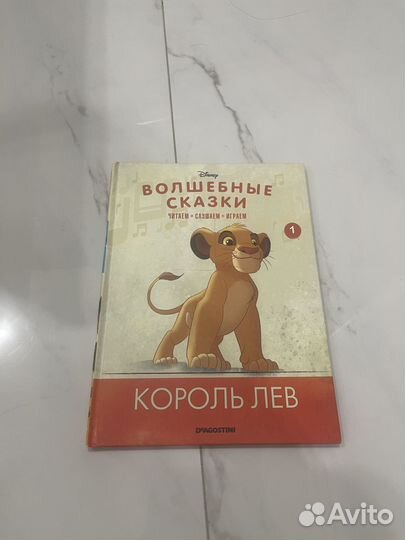 Disney
ВОЛШЕБНЫЕ
СКАЗКИ
ЧИТАЕМ • СЛУШАЕМ • ИГРАЕМ
1
КОРОЛЬ ЛЕВ
DeAGOSTINI
Avito